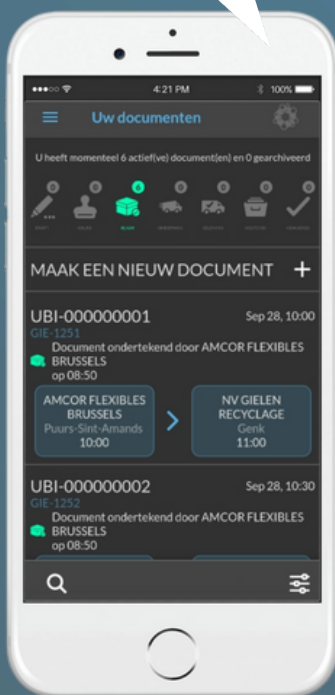 4:21 PM
100%
Uw documenten
U heeft momenteel 6 actief(ve) document(en) en 0 gearchiveerd
0 0 6 0 0 0 0
MAAK EEN NIEUW DOCUMENT +
UBI-000000001 Sep 28, 10:00
GIE-1251
Document ondertekend door AMCOR FLEXIBLES
BRUSSELS
op 08:50
AMCOR FLEXIBLES
BRUSSELS
Puurs-Sint-Amands
10:00
NV GIELEN
RECYCLAGE
Genk
11:00
UBI-000000002 Sep 28, 10:30
GIE-1252
Document ondertekend door AMCOR FLEXIBLES
BRUSSELS
op 08:50